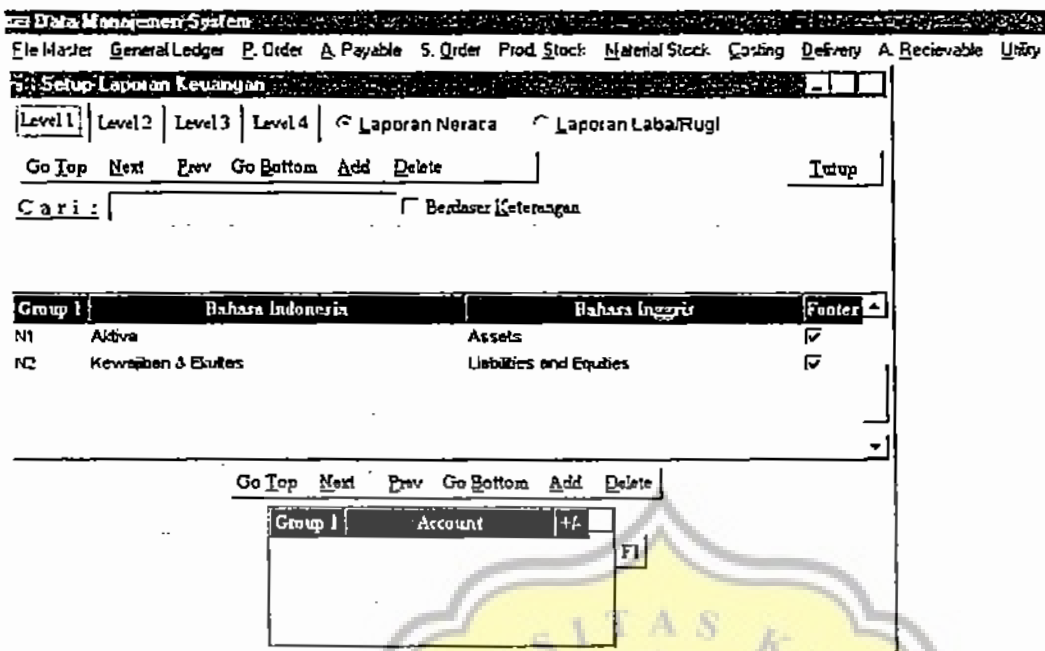 Data Manajemen System
File Master General Ledger P. Order A. Payable S. Order Prod. Stock Material Stock Costing Delivery A. Recievable Utility
Setup Laporan Keuangan
Level 1 Level 2 Level 3 Level 4 Laporan Neraca Laporan Laba/Rugi
Go Top Next Prev Go Bottom Add Delete Tutup
Cari : Berdasar Keterangan
Group 1 Bahasa Indonesia Bahasa Inggris Footer
N1 Aktiva Assets
N2 Kewajiban & Ekuitas Liabilities and Equities
Go Top Next Prev Go Bottom Add Delete
Group 1 Account +/-
F1
SITAS K